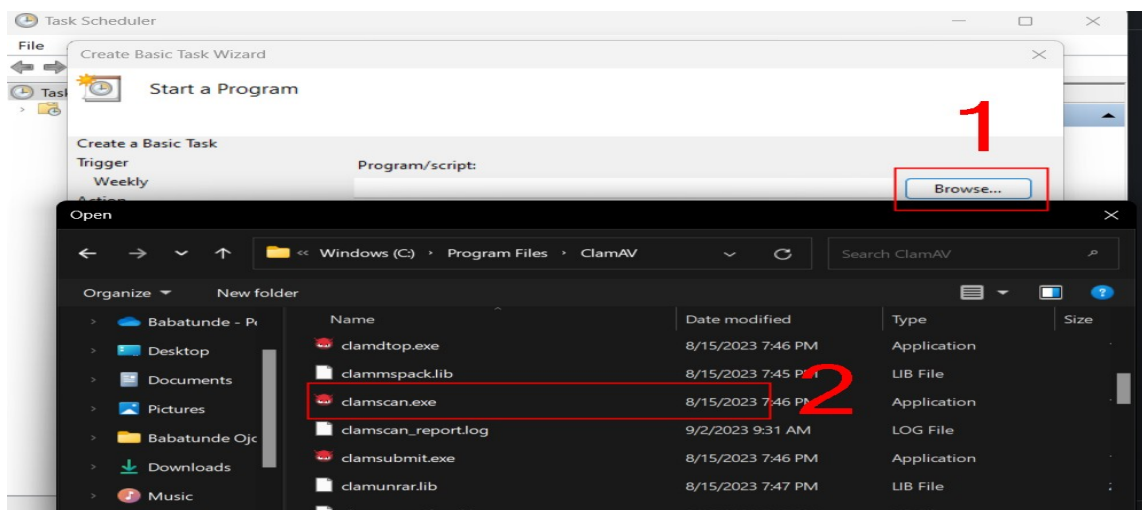 Task Scheduler
File
Create Basic Task Wizard
Start a Program
Create a Basic Task
Trigger
Weekly
Program/script:
1
Browse...
Open
« Windows (C:) › Program Files › ClamAV
Search ClamAV
Organize
New folder
Name
Date modified
Type
Size
Babatunde -
Desktop
Documents
Pictures
Babatunde
Downloads
Music
clamdtop.exe 8/15/2023 7:46 PM Application
clammspack.lib 8/15/2023 7:45 PM LIB File
clamscan.exe 8/15/2023 7:46 PM Application
2
clamscan_report.log 9/2/2023 9:31 AM LOG File
clamsubmit.exe 8/15/2023 7:46 PM Application
clamunrar.lib 8/15/2023 7:47 PM LIB File